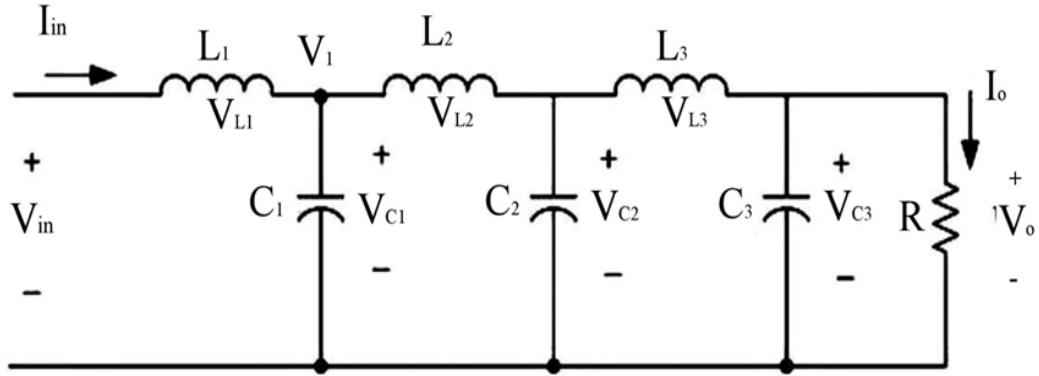 Iin
L1 V1 L2 L3
VL1 VL2 VL3 Io
+ + + + +
Vin C1 VC1 C2 VC2 C3 VC3 R Vo
− − − − -